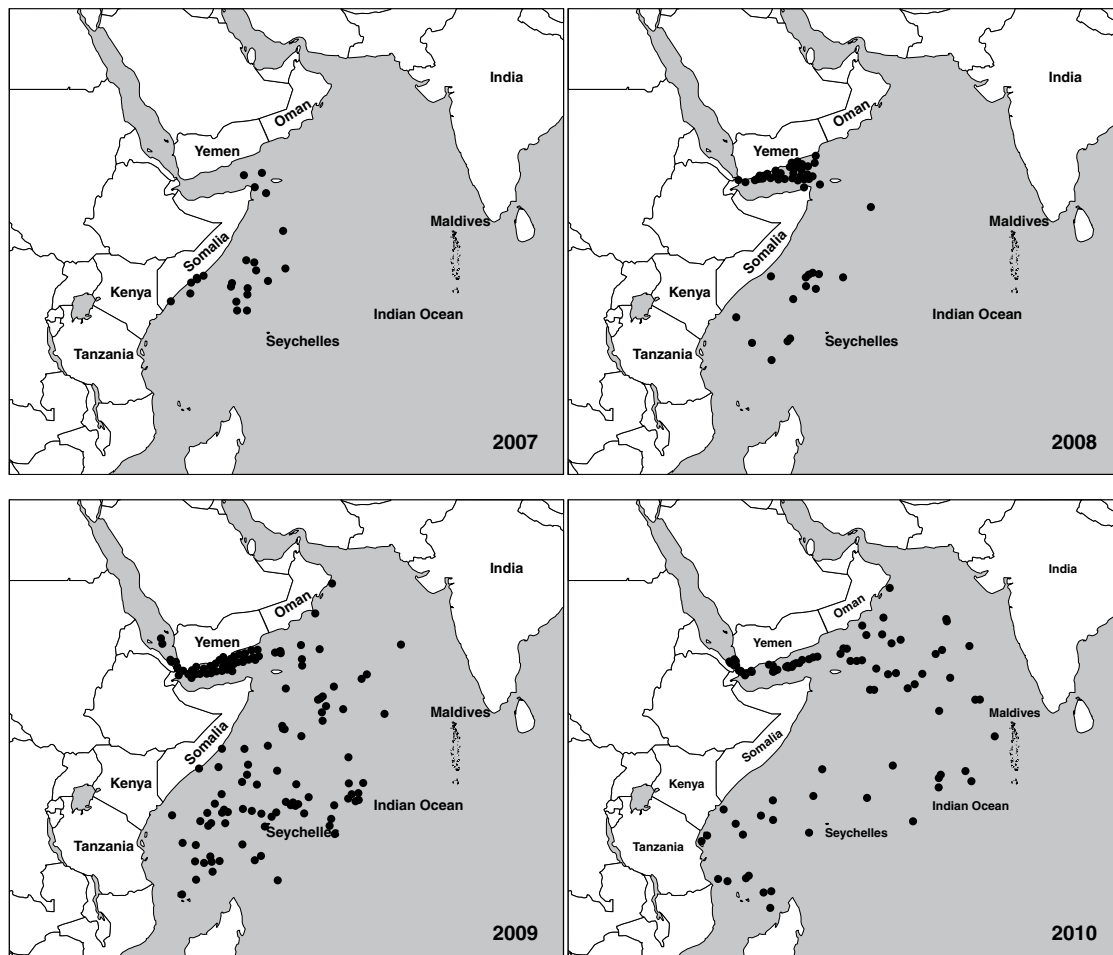 India
Oman
Yemen
Maldives
Somalia
Kenya
Indian Ocean
Seychelles
Tanzania
2007
India
Oman
Yemen
Maldives
Somalia
Kenya
Indian Ocean
Seychelles
Tanzania
2008
India
Oman
Yemen
Maldives
Somalia
Kenya
Indian Ocean
Seychelles
Tanzania
2009
India
Oman
Yemen
Maldives
Somalia
Kenya
Indian Ocean
Seychelles
Tanzania
2010